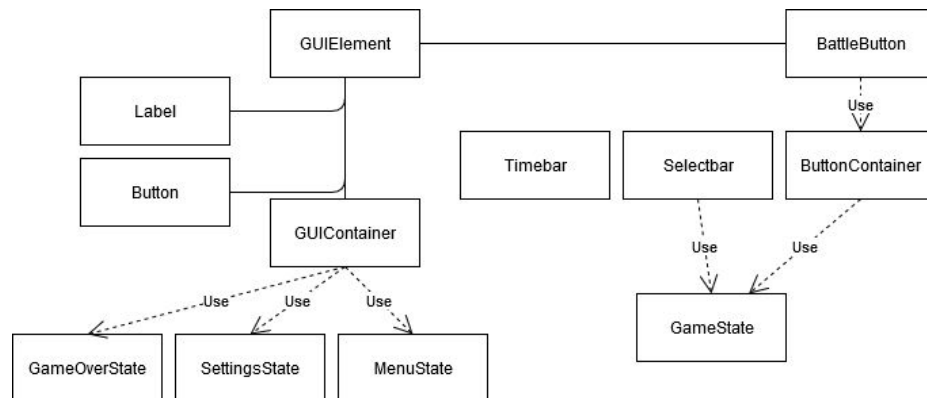 GUIElement
BattleButton
Label
Use
Timebar
Selectbar
ButtonContainer
Button
GUIContainer
Use
Use
Use
Use
Use
GameState
GameOverState
SettingsState
MenuState